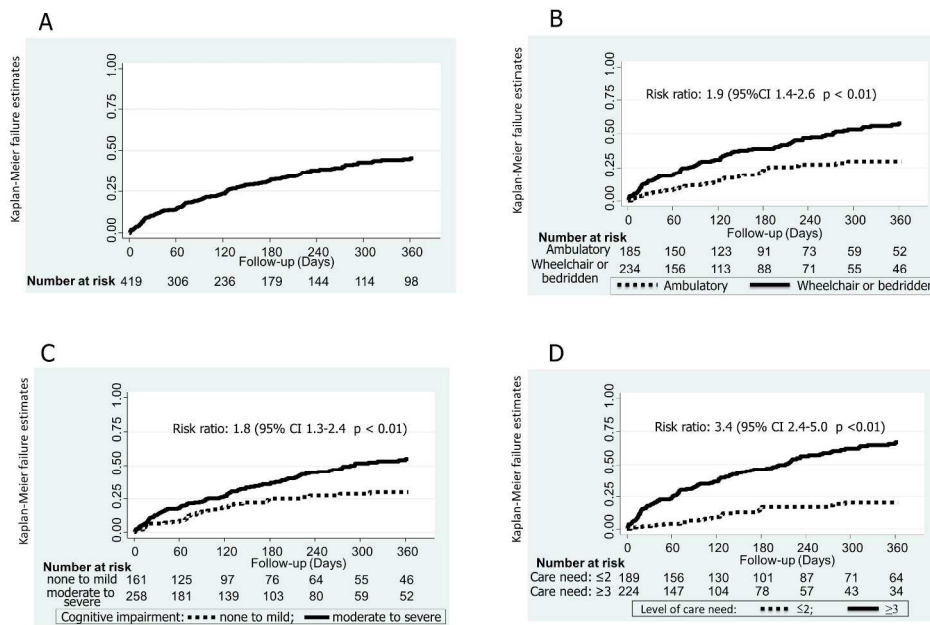 A
Kaplan-Meier failure estimates
1.00
0.75
0.50
0.25
0.00
0 60 120 180 240 300 360
Follow-up (Days)
Number at risk 419 306 236 179 144 114 98
B
Kaplan-Meier failure estimates
1.00
0.75
0.50
0.25
0.00
Risk ratio: 1.9 (95%CI 1.4-2.6 p < 0.01)
0 60 120 180 240 300 360
Follow-up (Days)
Number at risk
Ambulatory 185 150 123 91 73 59 52
Wheelchair or
bedridden 234 156 113 88 71 55 46
Ambulatory Wheelchair or bedridden
C
Kaplan-Meier failure estimates
1.00
0.75
0.50
0.25
0.00
Risk ratio: 1.8 (95% CI 1.3-2.4 p < 0.01)
0 60 120 180 240 300 360
Follow-up (Days)
Number at risk
none to mild 161 125 97 76 64 55 46
moderate to
severe 258 181 139 103 80 59 52
Cognitive impairment: none to mild; moderate to severe
D
Kaplan-Meier failure estimates
1.00
0.75
0.50
0.25
0.00
Risk ratio: 3.4 (95% CI 2.4-5.0 p <0.01)
0 60 120 180 240 300 360
Follow-up (Days)
Number at risk
Care need: ≤2 189 156 130 101 87 71 64
Care need: ≥3 224 147 104 78 57 43 34
Level of care need: ≤2; ≥3